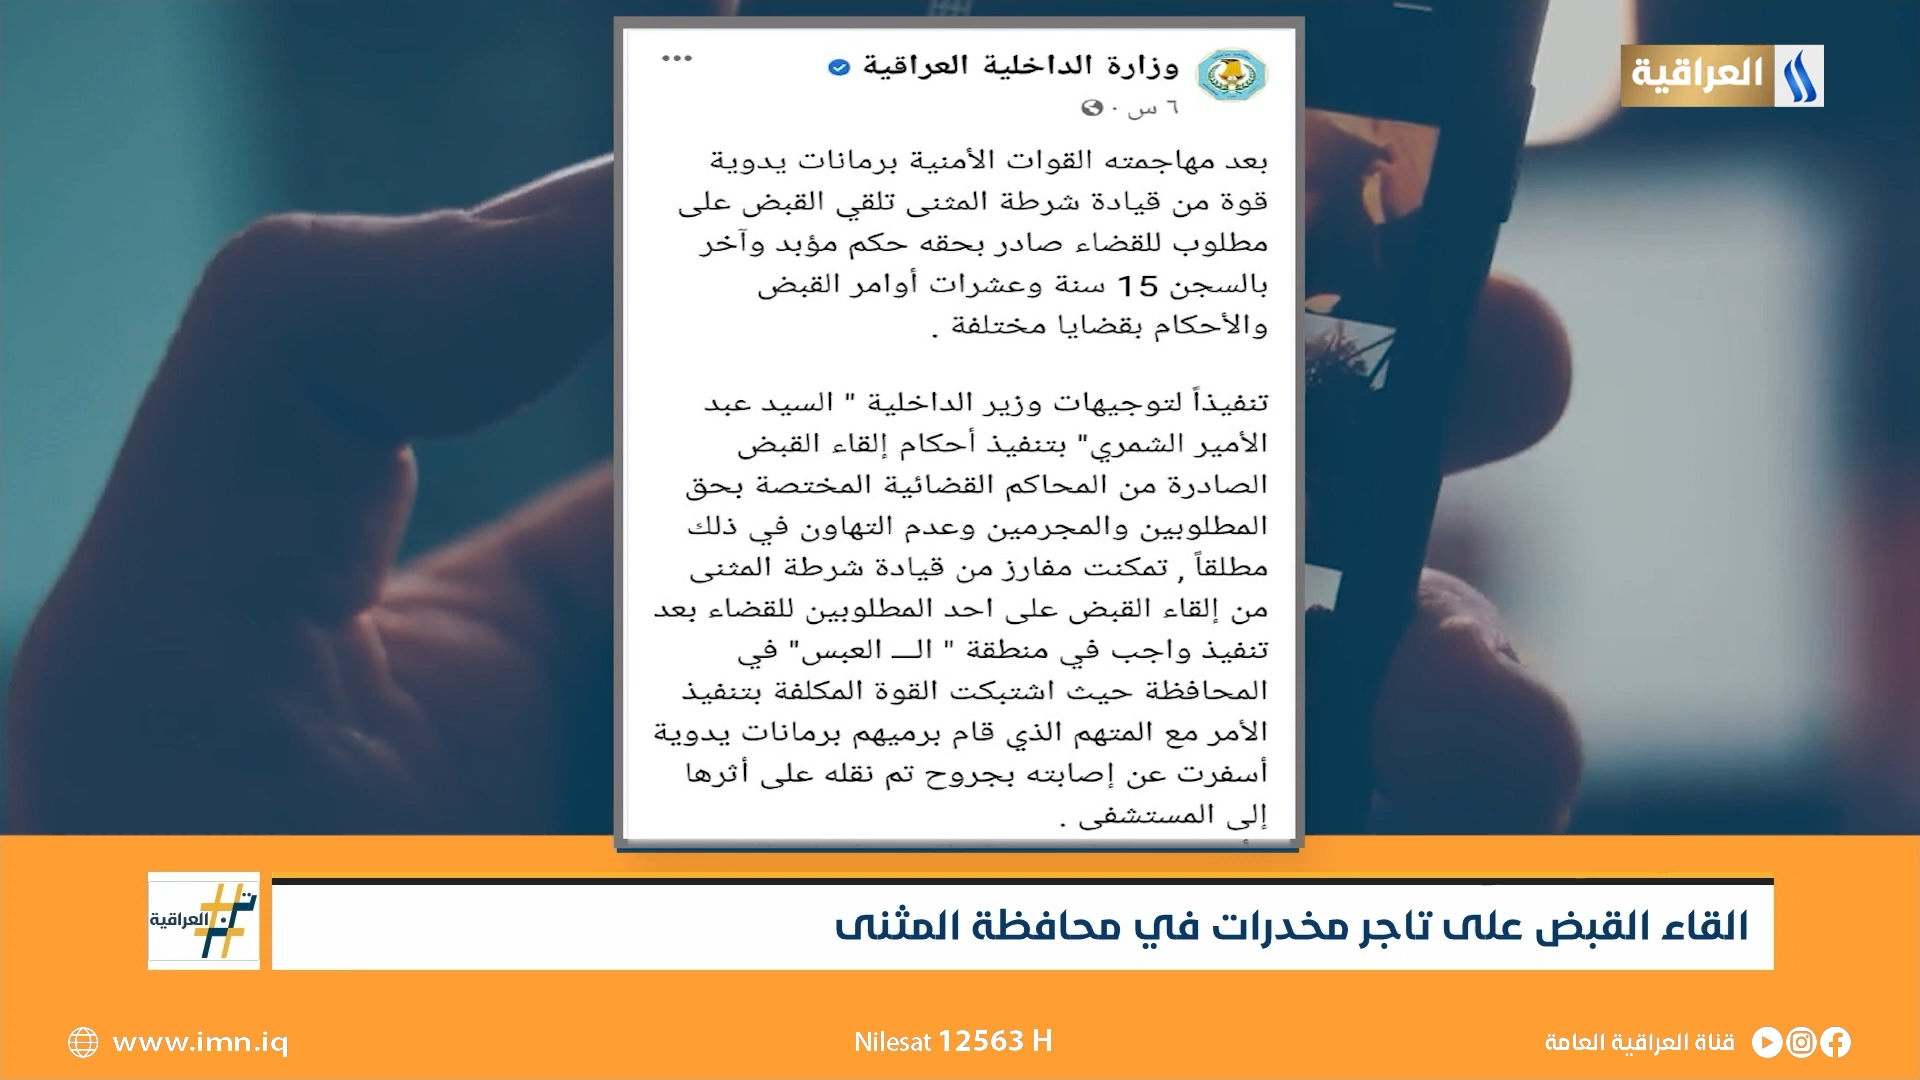 العراقية
وزارة الداخلية العراقية
٦ س ·
بعد مهاجمته القوات الأمنية برمانات يدوية
قوة من قيادة شرطة المثنى تلقي القبض على
مطلوب للقضاء صادر بحقه حكم مؤبد وآخر
بالسجن 15 سنة وعشرات أوامر القبض
والأحكام بقضايا مختلفة .
تنفيذاً لتوجيهات وزير الداخلية " السيد عبد
الأمير الشمري" بتنفيذ أحكام إلقاء القبض
الصادرة من المحاكم القضائية المختصة بحق
المطلوبين والمجرمين وعدم التهاون في ذلك
مطلقاً , تمكنت مفارز من قيادة شرطة المثنى
من إلقاء القبض على احد المطلوبين للقضاء بعد
تنفيذ واجب في منطقة " الــ العبس" في
المحافظة حيث اشتبكت القوة المكلفة بتنفيذ
الأمر مع المتهم الذي قام برميهم برمانات يدوية
أسفرت عن إصابته بجروح تم نقله على أثرها
إلى المستشفى .
القاء القبض على تاجر مخدرات في محافظة المثنى
العراقية
www.imn.iq
Nilesat 12563 H
قناة العراقية العامة